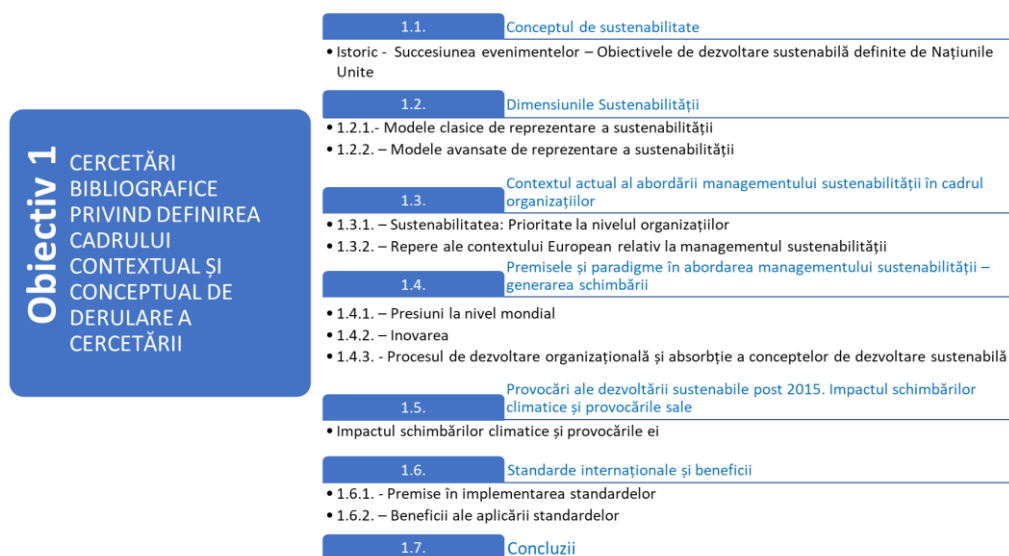 Obiectiv 1
CERCETĂRI
BIBLIOGRAFICE
PRIVIND DEFINIREA
CADRULUI
CONTEXTUAL ȘI
CONCEPTUAL DE
DERULARE A
CERCETĂRII
1.1. Conceptul de sustenabilitate
• Istoric - Succesiunea evenimentelor – Obiectivele de dezvoltare sustenabilă definite de Națiunile
Unite
1.2. Dimensiunile Sustenabilității
• 1.2.1.- Modele clasice de reprezentare a sustenabilității
• 1.2.2. – Modele avansate de reprezentare a sustenabilității
1.3. Contextul actual al abordării managementului sustenabilității în cadrul
organizațiilor
• 1.3.1. – Sustenabilitatea: Prioritate la nivelul organizațiilor
• 1.3.2. – Repere ale contextului European relativ la managementul sustenabilității
1.4. Premisele și paradigme în abordarea managementului sustenabilității –
generarea schimbării
• 1.4.1. – Presiuni la nivel mondial
• 1.4.2. – Inovarea
• 1.4.3. - Procesul de dezvoltare organizațională și absorbție a conceptelor de dezvoltare sustenabilă
1.5. Provocări ale dezvoltării sustenabile post 2015. Impactul schimbărilor
climatice și provocările sale
• Impactul schimbărilor climatice și provocările ei
1.6. Standarde internaționale și beneficii
• 1.6.1. - Premise în implementarea standardelor
• 1.6.2. – Beneficii ale aplicării standardelor
1.7. Concluzii